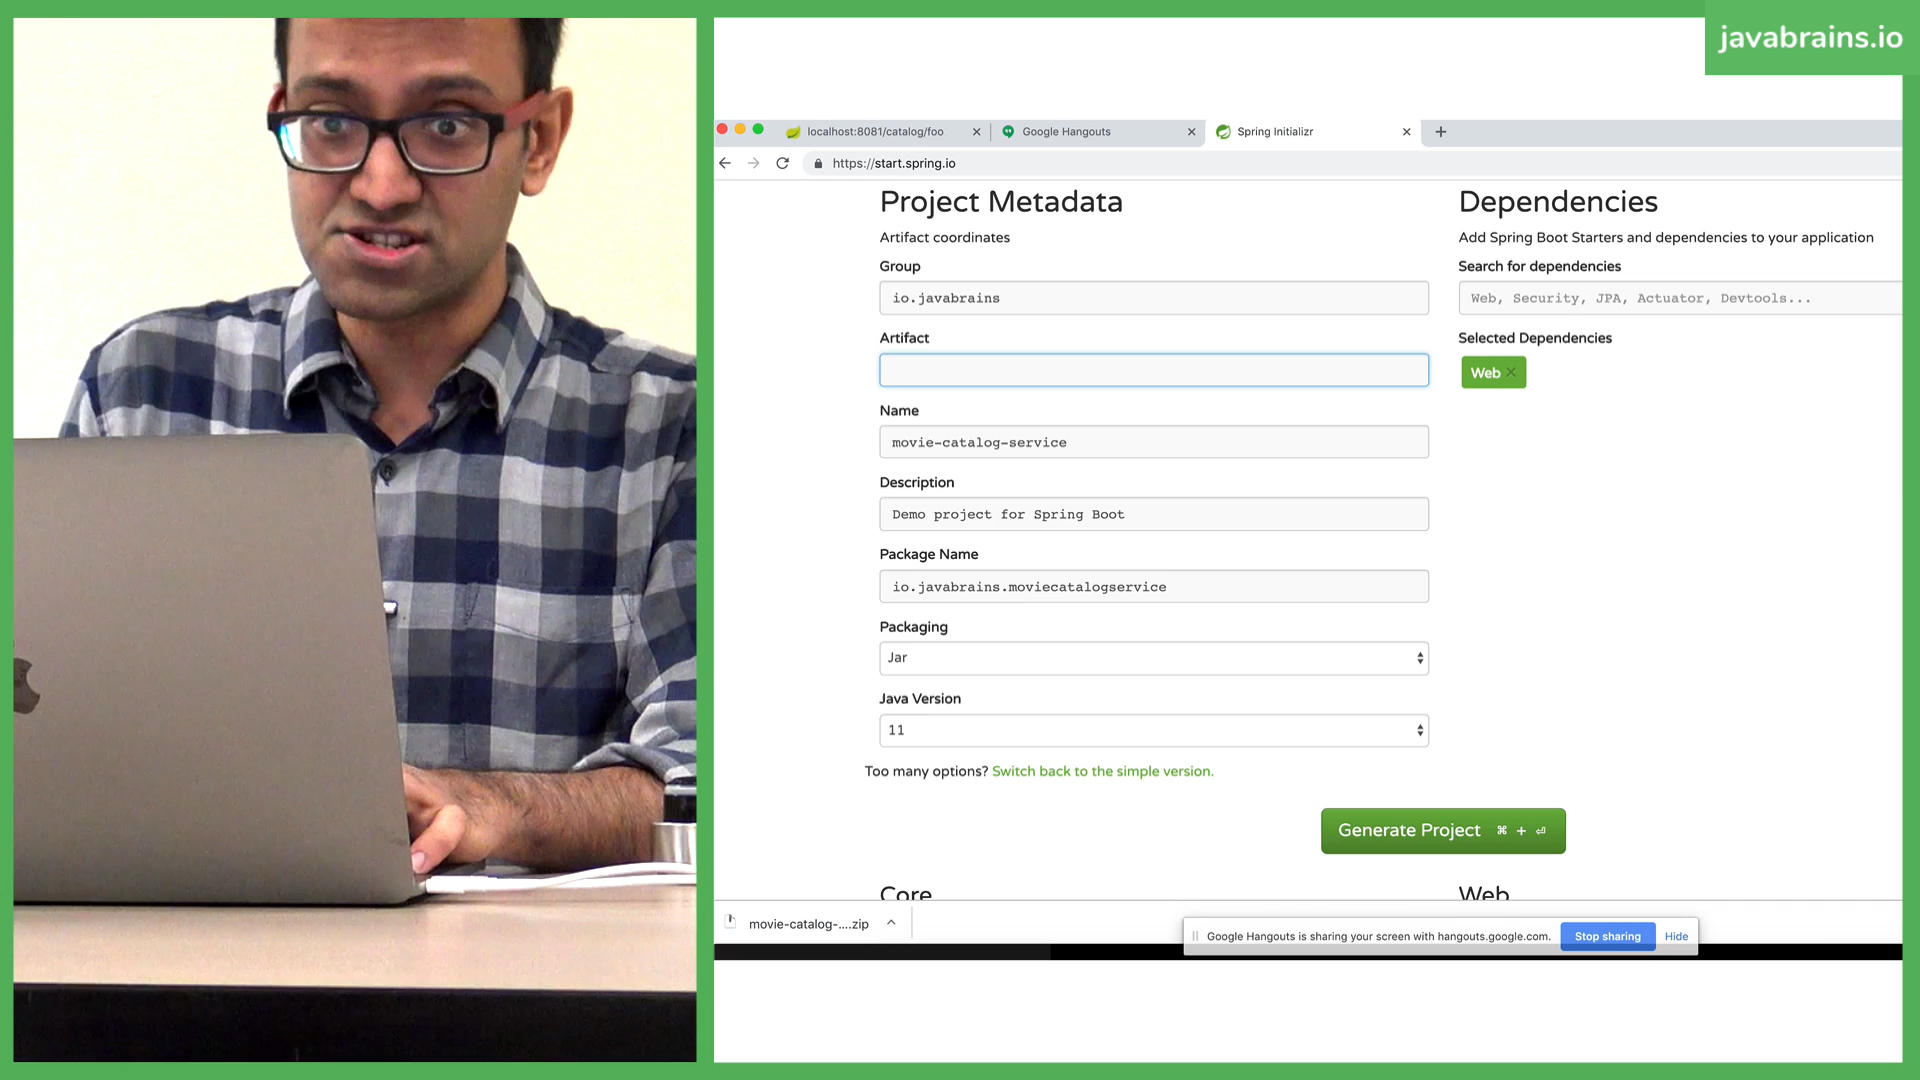 javabrains.io
localhost:8081/catalog/foo
Google Hangouts
Spring Initializr
https://start.spring.io
Project Metadata
Artifact coordinates
Group
io.javabrains
Artifact
Name
movie-catalog-service
Description
Demo project for Spring Boot
Package Name
io.javabrains.moviecatalogservice
Packaging
Jar
Java Version
11
Too many options? Switch back to the simple version.
Dependencies
Add Spring Boot Starters and dependencies to your application
Search for dependencies
Web, Security, JPA, Actuator, Devtools...
Selected Dependencies
Web ×
Generate Project ⌘ + ⏎
Core
Web
movie-catalog-....zip
Google Hangouts is sharing your screen with hangouts.google.com.
Stop sharing
Hide